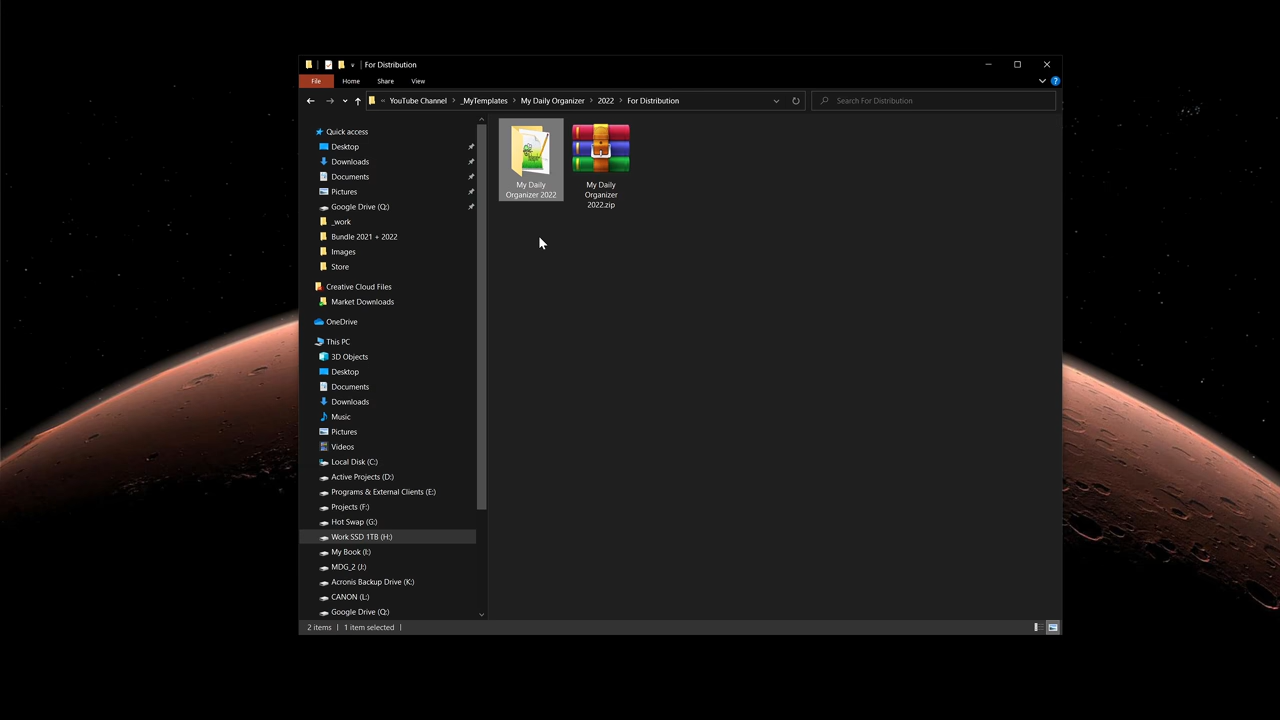 For Distribution
File Home Share View
« YouTube Channel > _MyTemplates > My Daily Organizer > 2022 > For Distribution
Search For Distribution
Quick access
Desktop
Downloads
Documents
Pictures
Google Drive (Q:)
_work
Bundle 2021 + 2022
Images
Store
Creative Cloud Files
Market Downloads
OneDrive
This PC
3D Objects
Desktop
Documents
Downloads
Music
Pictures
Videos
Local Disk (C:)
Active Projects (D:)
Programs & External Clients (E:)
Projects (F:)
Hot Swap (G:)
Work SSD 1TB (H:)
My Book (I:)
MDG_2 (J:)
Acronis Backup Drive (K:)
CANON (L:)
Google Drive (Q:)
My Daily
Organizer 2022
My Daily
Organizer
2022.zip
2 items 1 item selected